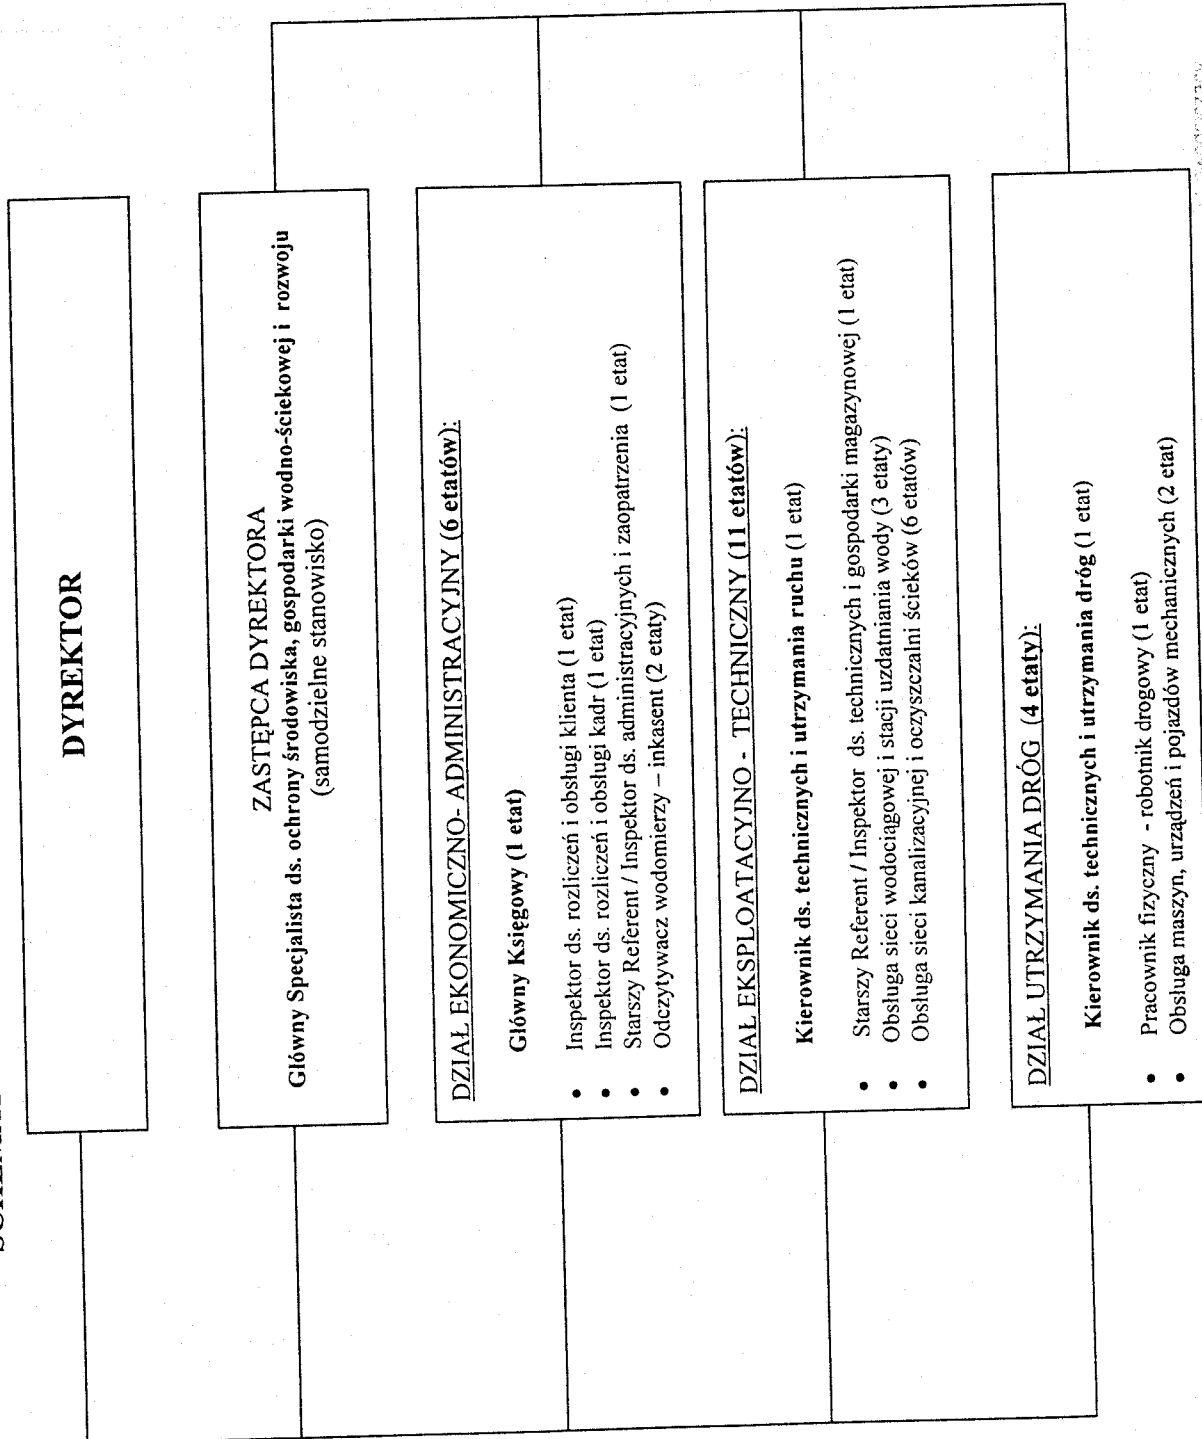 DYREKTOR
ZASTĘPCA DYREKTORA
Główny Specjalista ds. ochrony środowiska, gospodarki wodno-ściekowej i rozwoju
(samodzielne stanowisko)
DZIAŁ EKONOMICZNO- ADMINISTRACYJNY (6 etatów):
Główny Księgowy (1 etat)
• Inspektor ds. rozliczeń i obsługi klienta (1 etat)
• Inspektor ds. rozliczeń i obsługi kadr (1 etat)
• Starszy Referent / Inspektor ds. administracyjnych i zaopatrzenia (1 etat)
• Odczytywacz wodomierzy – inkasent (2 etaty)
DZIAŁ EKSPLOATACYJNO - TECHNICZNY (11 etatów):
Kierownik ds. technicznych i utrzymania ruchu (1 etat)
• Starszy Referent / Inspektor ds. technicznych i gospodarki magazynowej (1 etat)
• Obsługa sieci wodociągowej i stacji uzdatniania wody (3 etaty)
• Obsługa sieci kanalizacyjnej i oczyszczalni ścieków (6 etatów)
DZIAŁ UTRZYMANIA DRÓG (4 etaty):
Kierownik ds. technicznych i utrzymania dróg (1 etat)
• Pracownik fizyczny - robotnik drogowy (1 etat)
• Obsługa maszyn, urządzeń i pojazdów mechanicznych (2 etat)